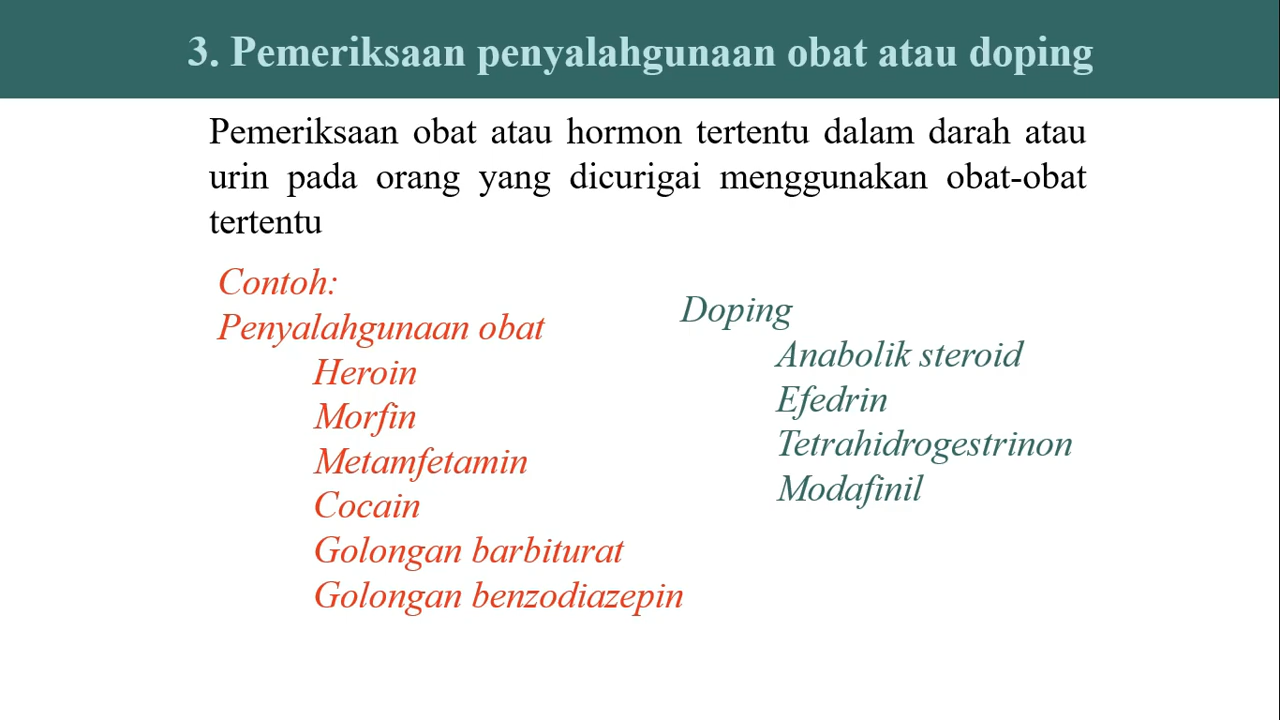 3. Pemeriksaan penyalahgunaan obat atau doping
Pemeriksaan obat atau hormon tertentu dalam darah atau
urin pada orang yang dicurigai menggunakan obat-obat
tertentu
Contoh:
Penyalahgunaan obat
Heroin
Morfin
Metamfetamin
Cocain
Golongan barbiturat
Golongan benzodiazepin
Doping
Anabolik steroid
Efedrin
Tetrahidrogestrinon
Modafinil